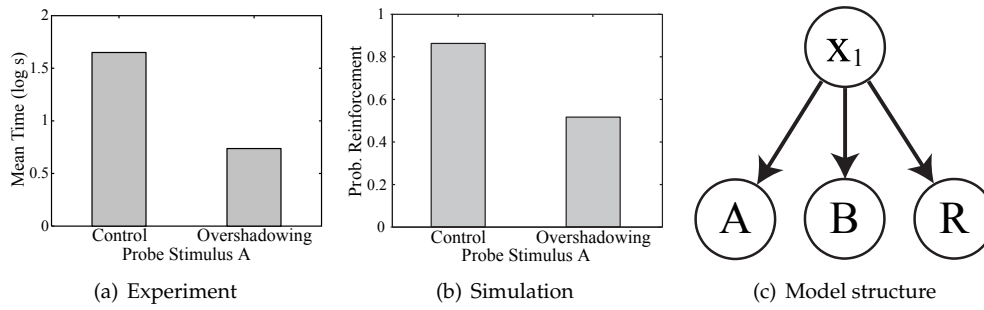 2
1.5
1
0.5
0
Mean Time (log s)
Control Overshadowing
Probe Stimulus A
(a) Experiment
1
0.8
0.6
0.4
0.2
0
Prob. Reinforcement
Control Overshadowing
Probe Stimulus A
(b) Simulation
x₁
A B R
(c) Model structure